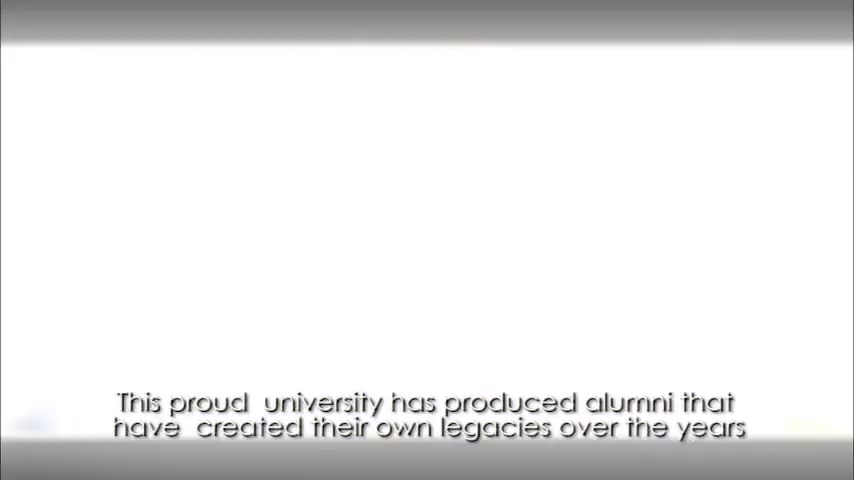 This proud university has produced alumni that
have created their own legacies over the years